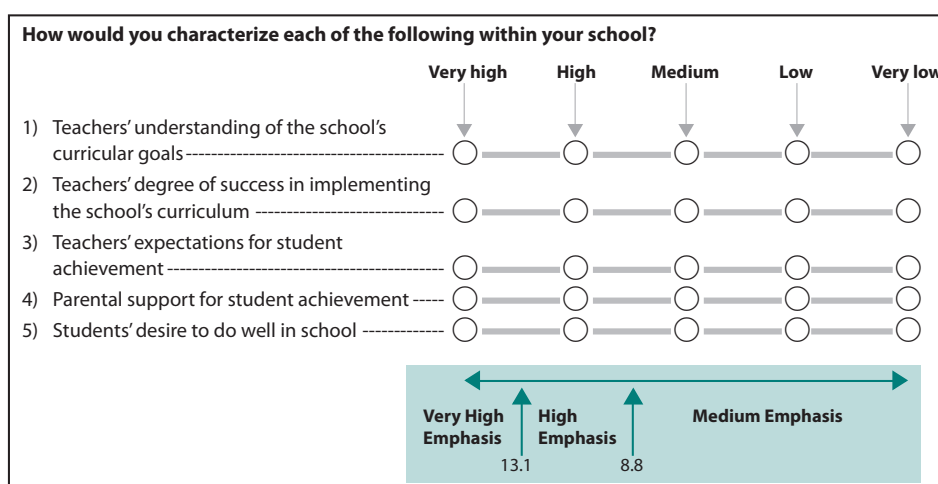 How would you characterize each of the following within your school?
Very high High Medium Low Very low
1) Teachers' understanding of the school's
curricular goals
2) Teachers' degree of success in implementing
the school's curriculum
3) Teachers' expectations for student
achievement
4) Parental support for student achievement
5) Students' desire to do well in school
Very High High Medium Emphasis
Emphasis Emphasis
13.1 8.8